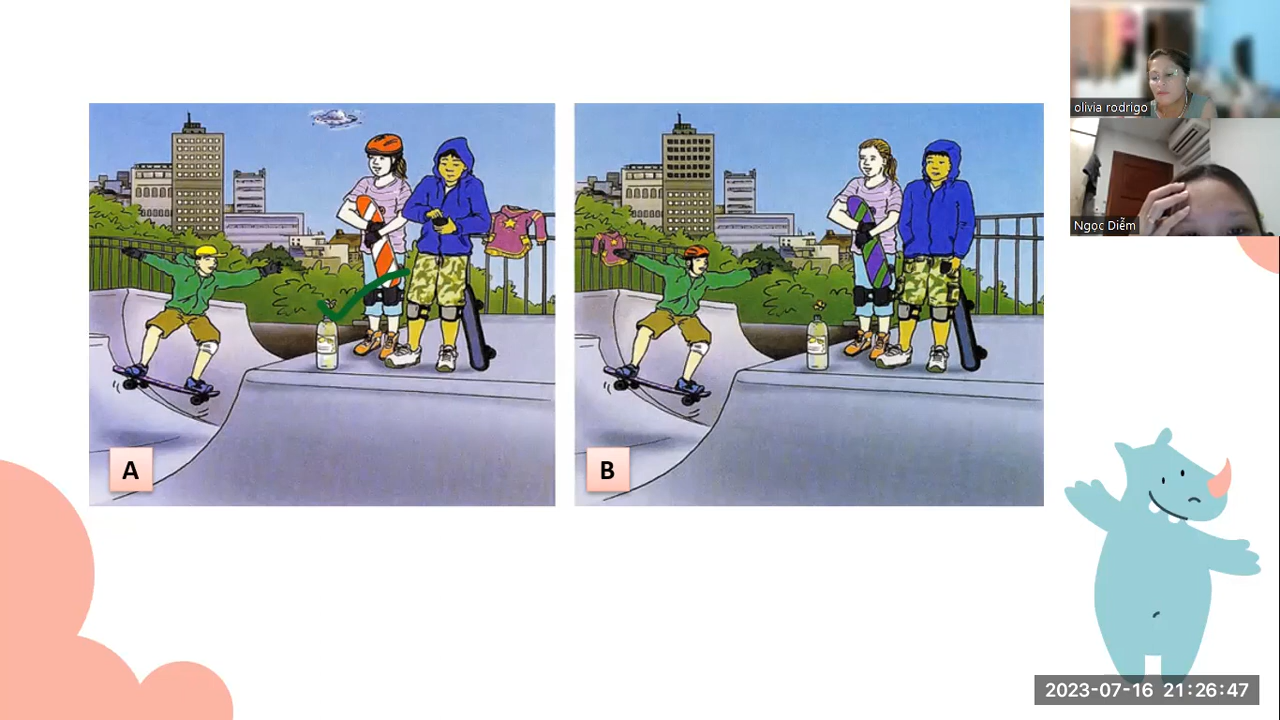 olivia rodrigo
Ngọc Diễm
A
B
2023-07-16 21:26:47